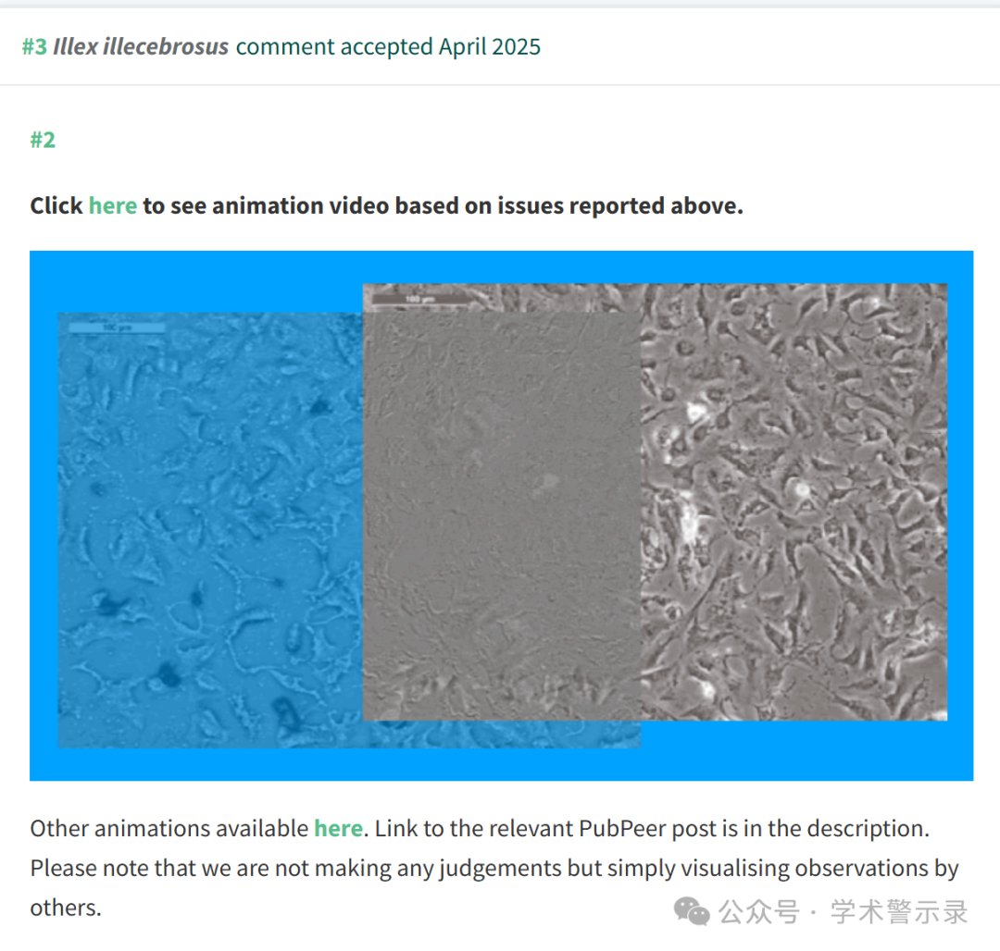 #3 Illex illecebrosus comment accepted April 2025
#2
Click here to see animation video based on issues reported above.
100 µm
100 µm
Other animations available here. Link to the relevant PubPeer post is in the description.
Please note that we are not making any judgements but simply visualising observations by
others.
公众号 · 学术警示录